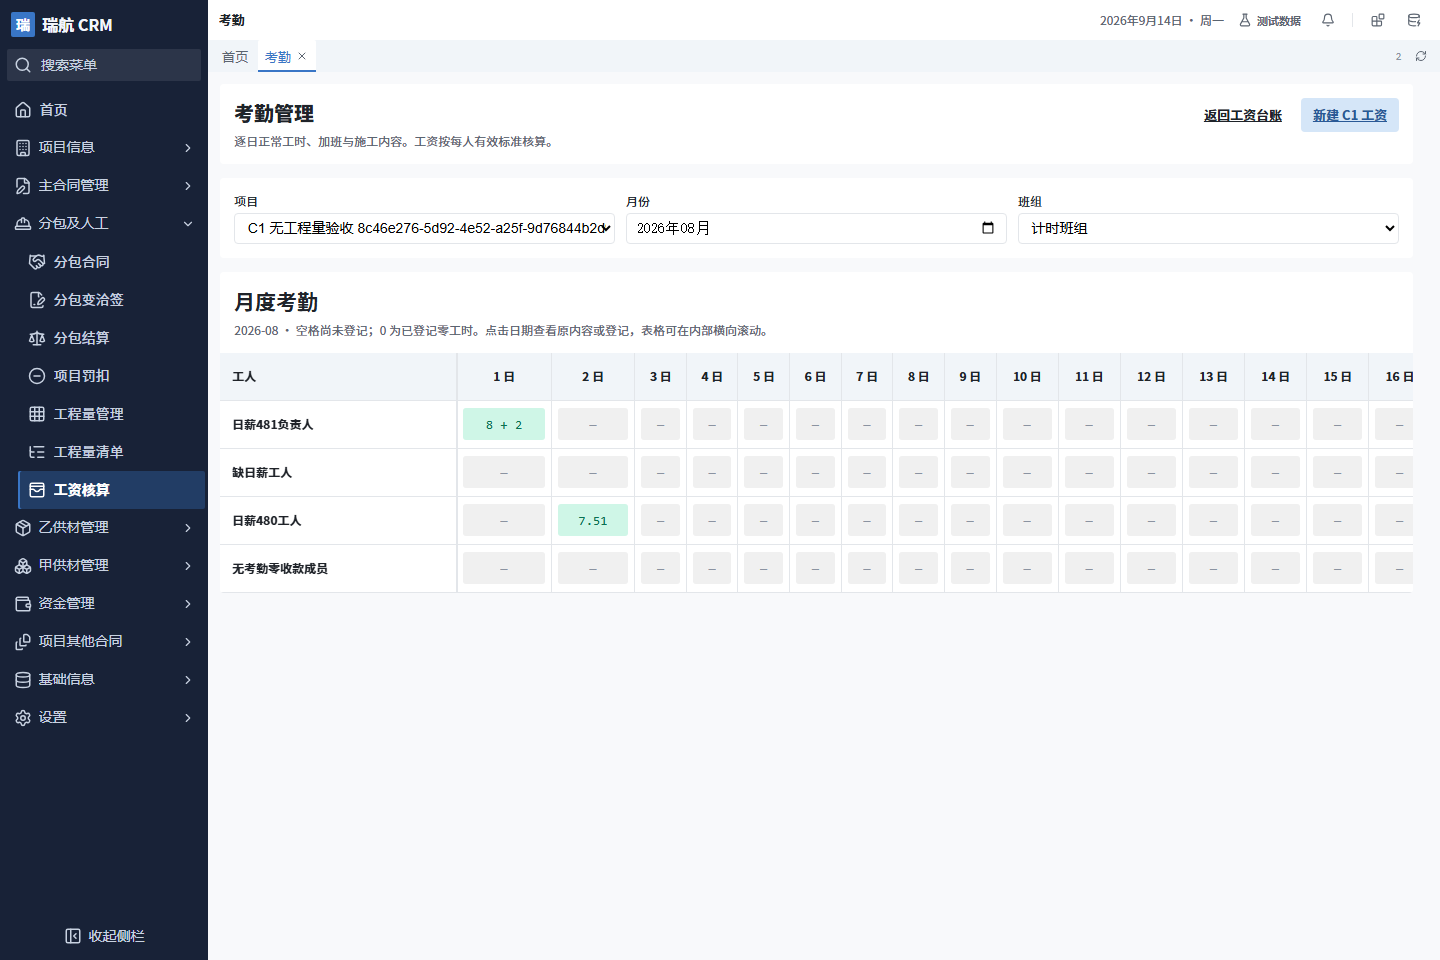 瑞 瑞航 CRM
搜索菜单
首页
项目信息
主合同管理
分包及人工
分包合同
分包变洽签
分包结算
项目罚扣
工程量管理
工程量清单
工资核算
乙供材管理
甲供材管理
资金管理
项目其他合同
基础信息
设置
收起侧栏
考勤
2026年9月14日 · 周一 测试数据
首页 考勤 2
考勤管理
逐日正常工时、加班与施工内容。工资按每人有效标准核算。
返回工资台账 新建 C1 工资
项目 月份 班组
C1 无工程量验收 8c46e276-5d92-4e52-a25f-9d76844b2d 2026年08月 计时班组
月度考勤
2026-08 · 空格尚未登记；0 为已登记零工时。点击日期查看原内容或登记，表格可在内部横向滚动。
工人 1 日 2 日 3 日 4 日 5 日 6 日 7 日 8 日 9 日 10 日 11 日 12 日 13 日 14 日 15 日 16 日
日薪481负责人 8 + 2 — — — — — — — — — — — — — — —
缺日薪工人 — — — — — — — — — — — — — — — —
日薪480工人 — 7.51 — — — — — — — — — — — — — —
无考勤零收款成员 — — — — — — — — — — — — — — — —